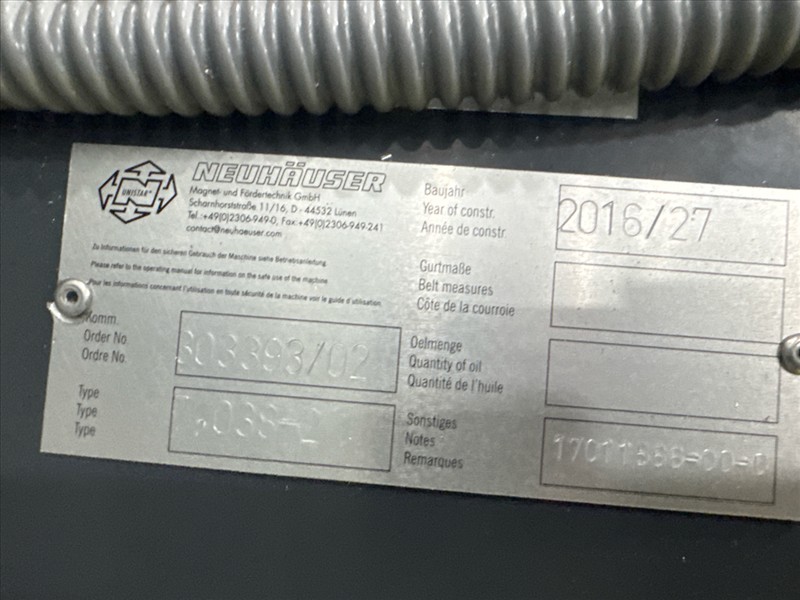 UNISTAR®
N
NEUHÄUSER
Magnet- und Fördertechnik GmbH
Scharnhorststraße 11/16, D - 44532 Lünen
Tel.:+49(0)2306-949-0, Fax:+49(0)2306-949-241
contact@neuhaeuser.com
Zu Informationen für den sicheren Gebrauch der Maschine siehe Betriebsanleitung.
Please refer to the operating manual for information on the safe use of the machine.
Pour les informations concernant l'utilisation en toute sécurité de la machine voir le guide d'utilisation.
Komm.
Order No.
Ordre No.
303393/02
Type
Type
Type
Baujahr
Year of constr.
Année de constr
2016/27
Gurtmaße
Belt measures
Côte de la courroie
Oelmenge
Quantity of oil
Quantité de l'huile
Sonstiges
Notes
Remarques